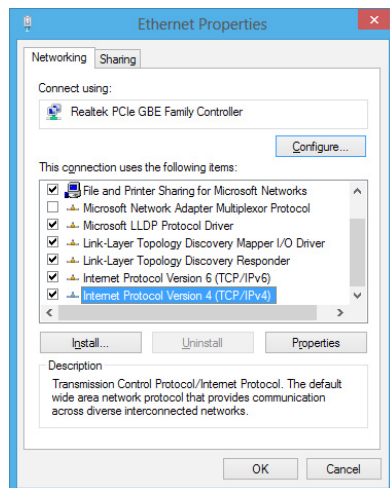 Ethernet Properties
Networking
Sharing
Connect using:
Realtek PCIe GBE Family Controller
Configure...
This connection uses the following items:
File and Printer Sharing for Microsoft Networks
Microsoft Network Adapter Multiplexor Protocol
Microsoft LLDP Protocol Driver
Link-Layer Topology Discovery Mapper I/O Driver
Link-Layer Topology Discovery Responder
Internet Protocol Version 6 (TCP/IPv6)
Internet Protocol Version 4 (TCP/IPv4)
Install...
Uninstall
Properties
Description
Transmission Control Protocol/Internet Protocol. The default
wide area network protocol that provides communication
across diverse interconnected networks.
OK
Cancel